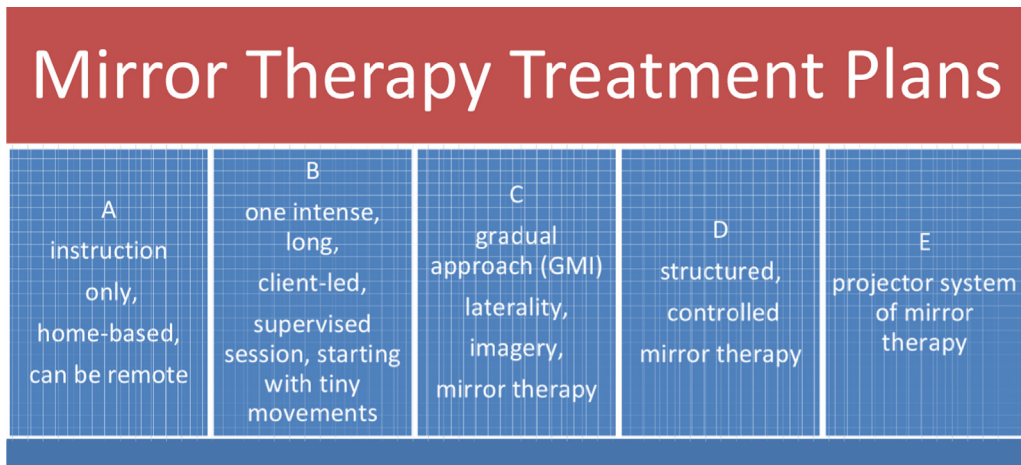 Mirror Therapy Treatment Plans
A
instruction
only,
home-based,
can be remote
B
one intense,
long,
client-led,
supervised
session, starting
with tiny
movements
C
gradual
approach (GMI)
laterality,
imagery,
mirror therapy
D
structured,
controlled
mirror therapy
E
projector system
of mirror
therapy